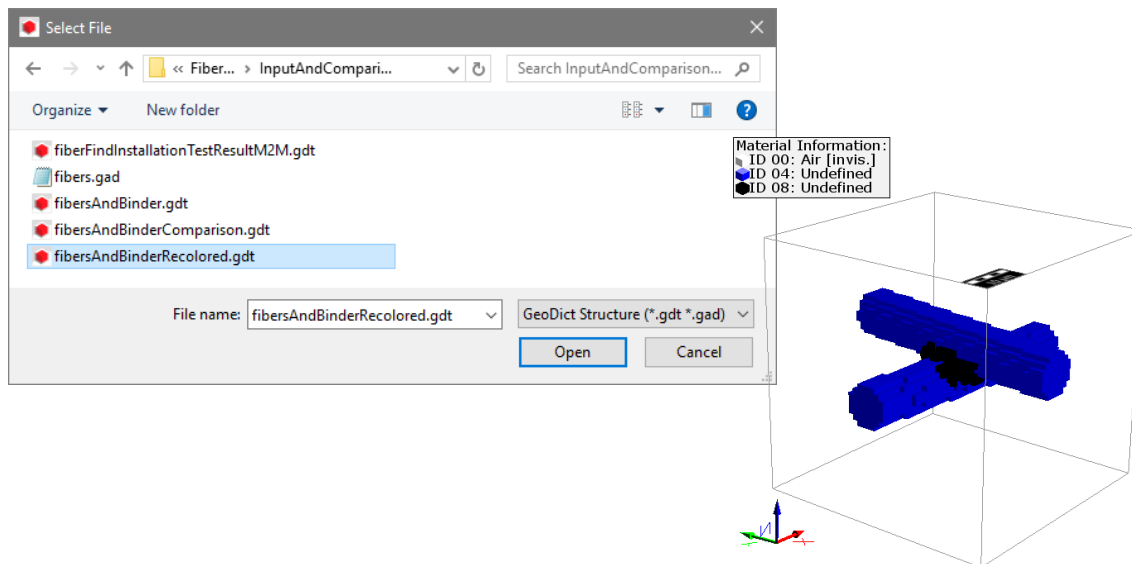 Select File
« Fiber... > InputAndCompari...
Search InputAndComparison...
Organize
New folder
fiberFindInstallationTestResultM2M.gdt
fibers.gad
fibersAndBinder.gdt
fibersAndBinderComparison.gdt
fibersAndBinderRecolored.gdt
File name: fibersAndBinderRecolored.gdt
GeoDict Structure (*.gdt *.gad)
Open
Cancel
Material Information:
ID 00: Air [invis.]
ID 04: Undefined
ID 08: Undefined